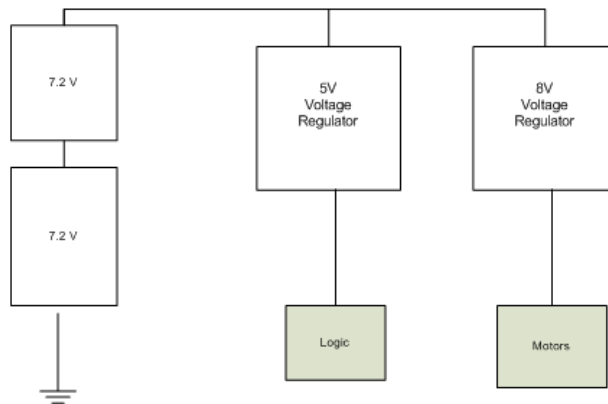 7.2 V
5V
Voltage
Regulator
8V
Voltage
Regulator
7.2 V
Logic
Motors